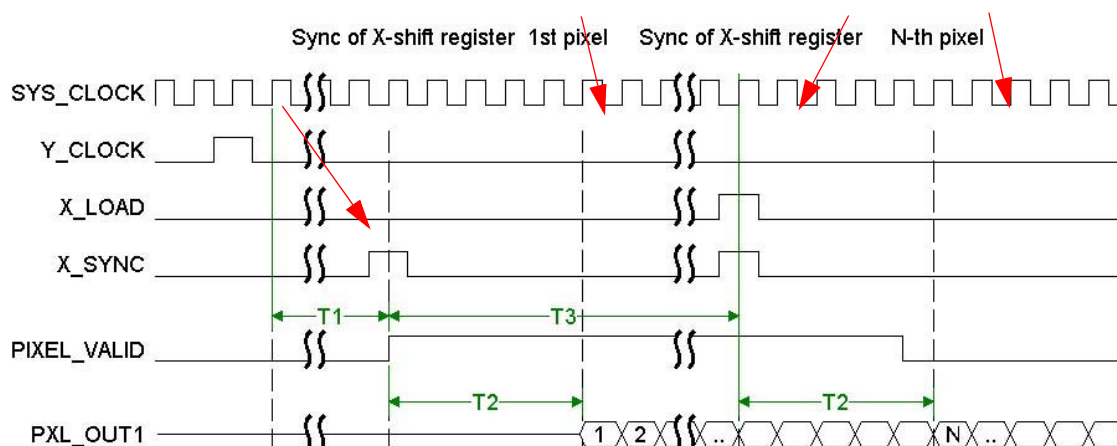 Sync of X-shift register 1st pixel Sync of X-shift register N-th pixel
SYS_CLOCK
Y_CLOCK
X_LOAD
X_SYNC
T1 T3
PIXEL_VALID
T2 T2
PXL_OUT1 1 2 .. N ..